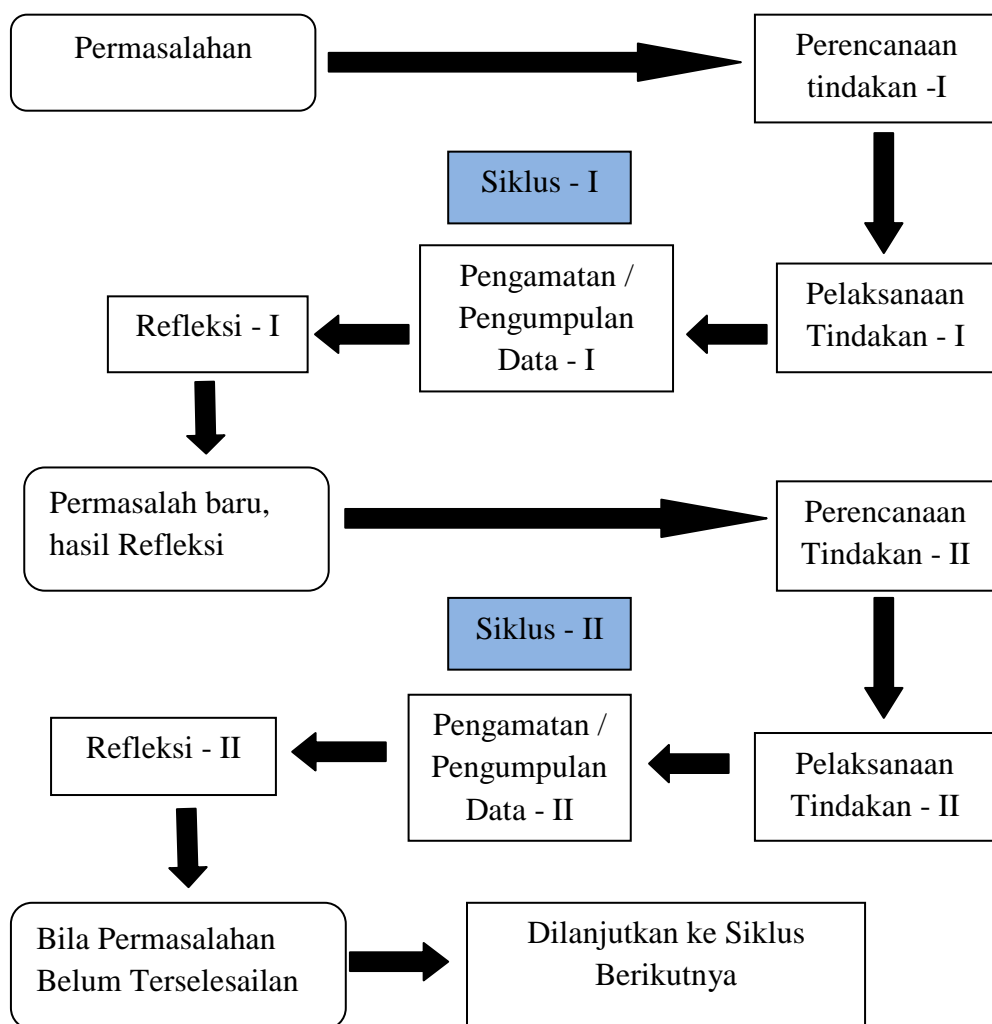 Permasalahan
Perencanaan
tindakan -I
Siklus - I
Pelaksanaan
Tindakan - I
Pengamatan /
Pengumpulan
Data - I
Refleksi - I
Permasalah baru,
hasil Refleksi
Perencanaan
Tindakan - II
Siklus - II
Pelaksanaan
Tindakan - II
Pengamatan /
Pengumpulan
Data - II
Refleksi - II
Bila Permasalahan
Belum Terselesailan
Dilanjutkan ke Siklus
Berikutnya